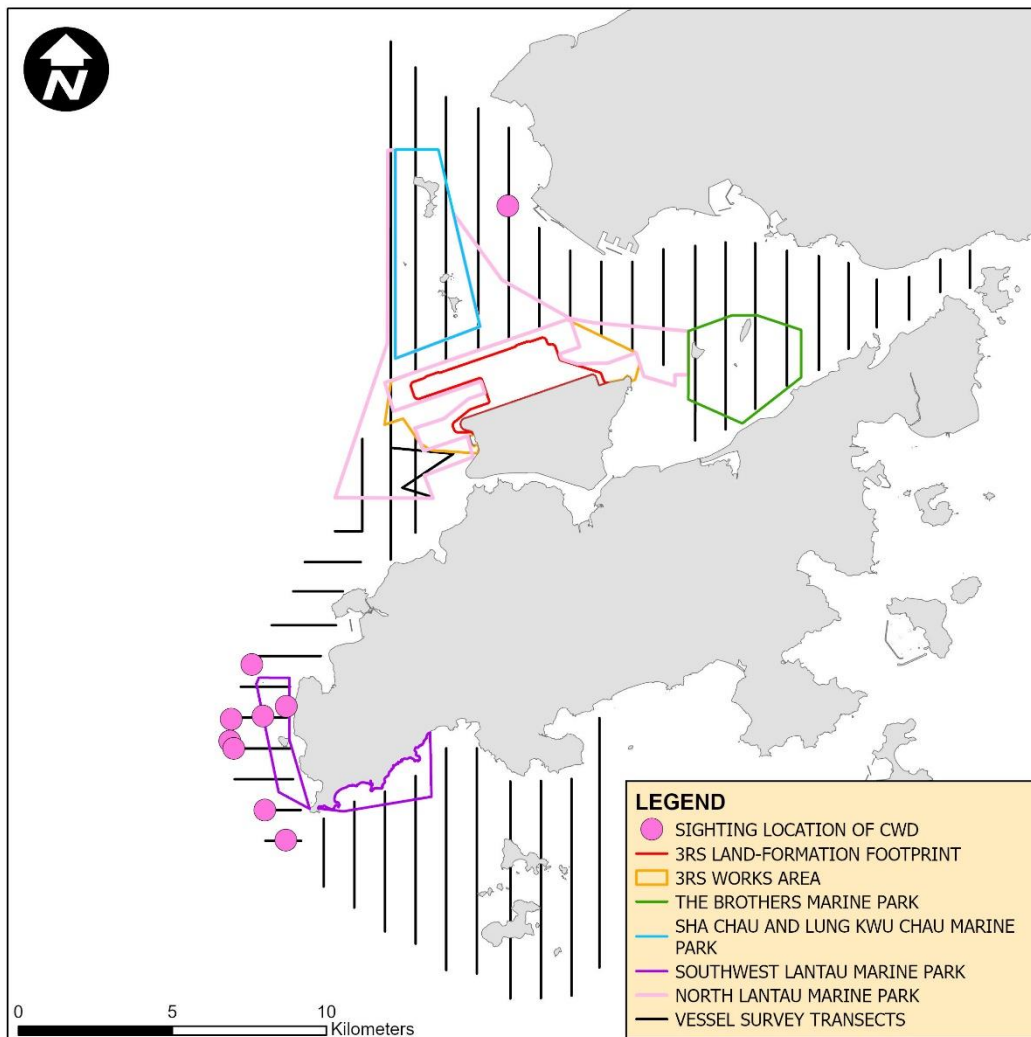 N
LEGEND
SIGHTING LOCATION OF CWD
3RS LAND-FORMATION FOOTPRINT
3RS WORKS AREA
THE BROTHERS MARINE PARK
SHA CHAU AND LUNG KWU CHAU MARINE
PARK
SOUTHWEST LANTAU MARINE PARK
NORTH LANTAU MARINE PARK
VESSEL SURVEY TRANSECTS
0 5 10
Kilometers